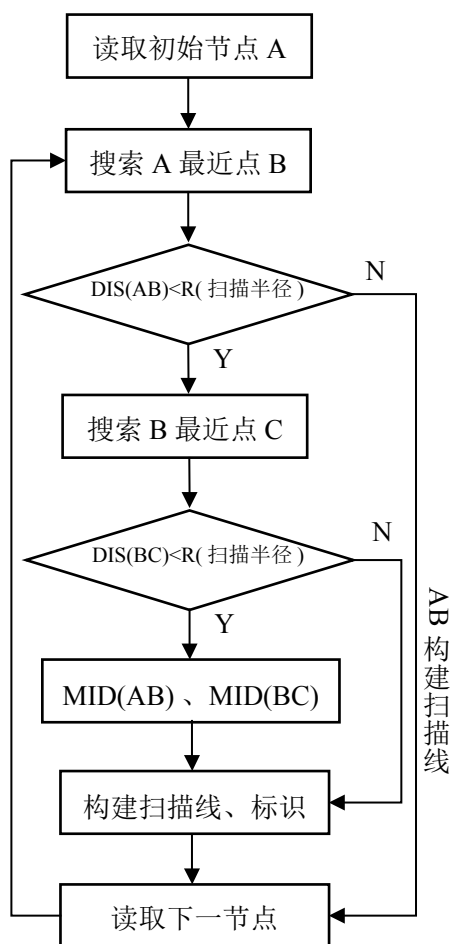 读取初始节点 A
搜索 A 最近点 B
DIS(AB)<R( 扫描半径 )
N
Y
搜索 B 最近点 C
DIS(BC)<R( 扫描半径 )
N
Y
AB 构建扫描线
MID(AB) 、MID(BC)
构建扫描线、标识
读取下一节点